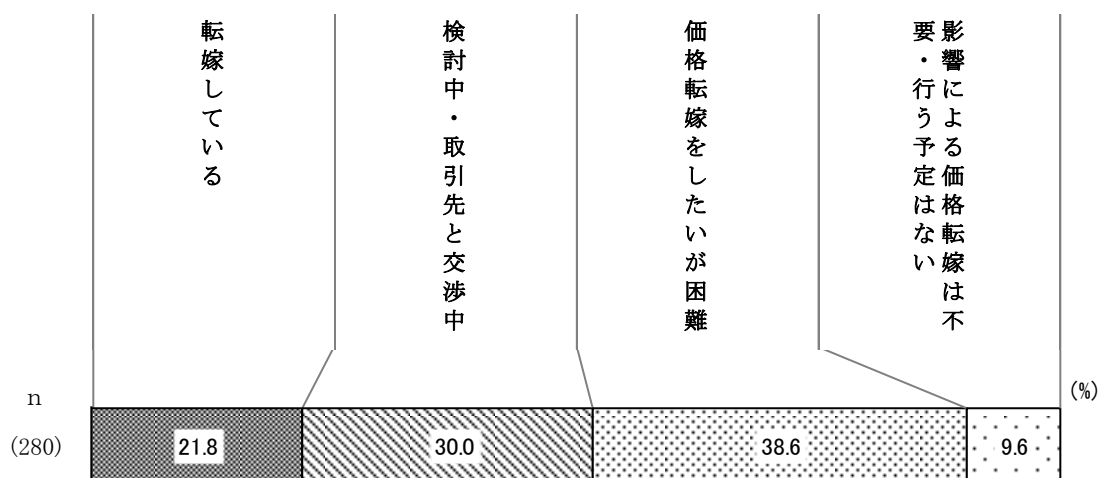 転嫁している
検討中・取引先と交渉中
価格転嫁をしたいが困難
影響による価格転嫁は不
要・行う予定はない
(%)
n
(280)
21.8
30.0
38.6
9.6